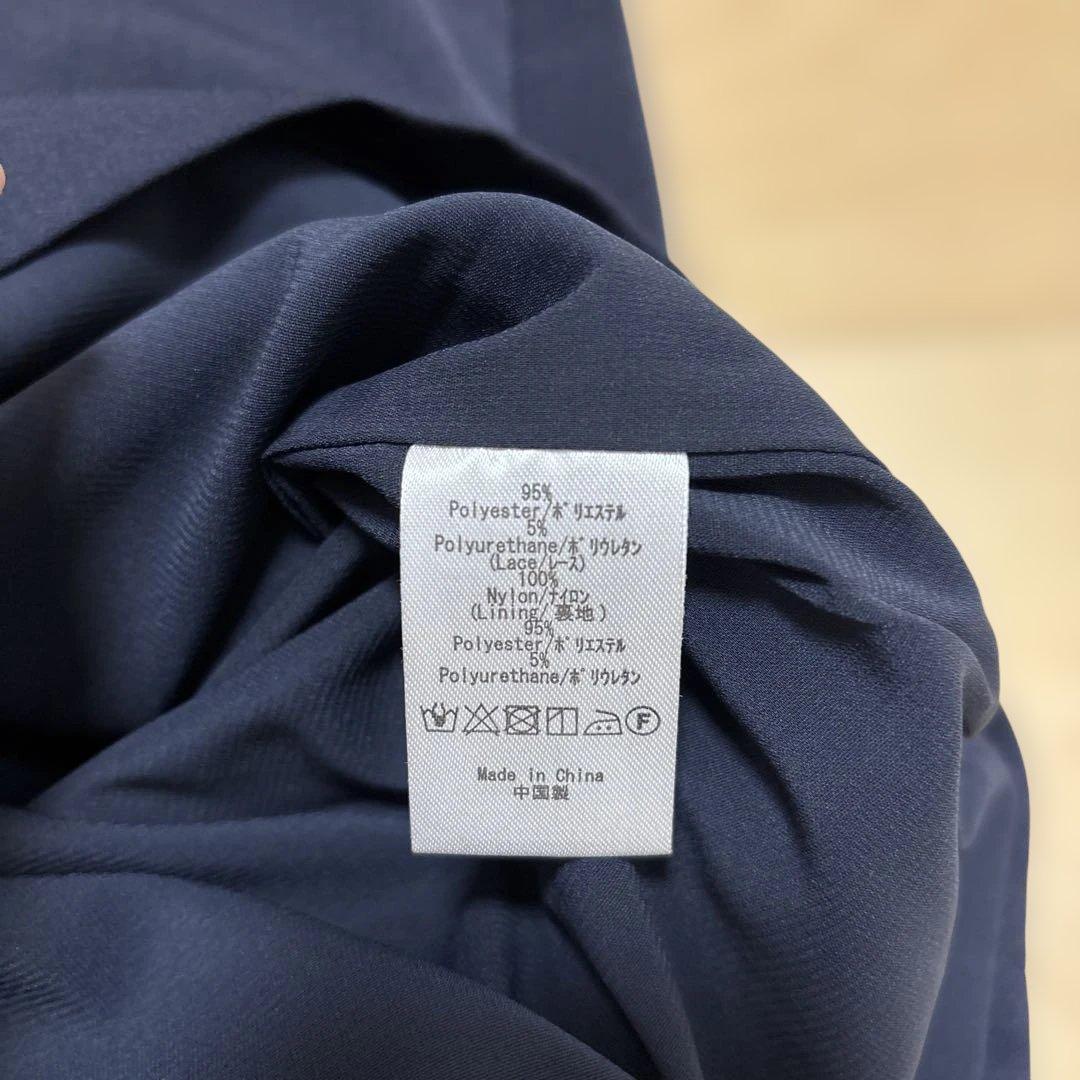 95%
Polyester/ﾎﾟﾘｴｽﾃﾙ
5%
Polyurethane/ﾎﾟﾘｳﾚﾀﾝ
(Lace/ﾚｰｽ)
100%
Nylon/ﾅｲﾛﾝ
(Lining/裏地)
95%
Polyester/ﾎﾟﾘｴｽﾃﾙ
5%
Polyurethane/ﾎﾟﾘｳﾚﾀﾝ
F
Made in China
中国製